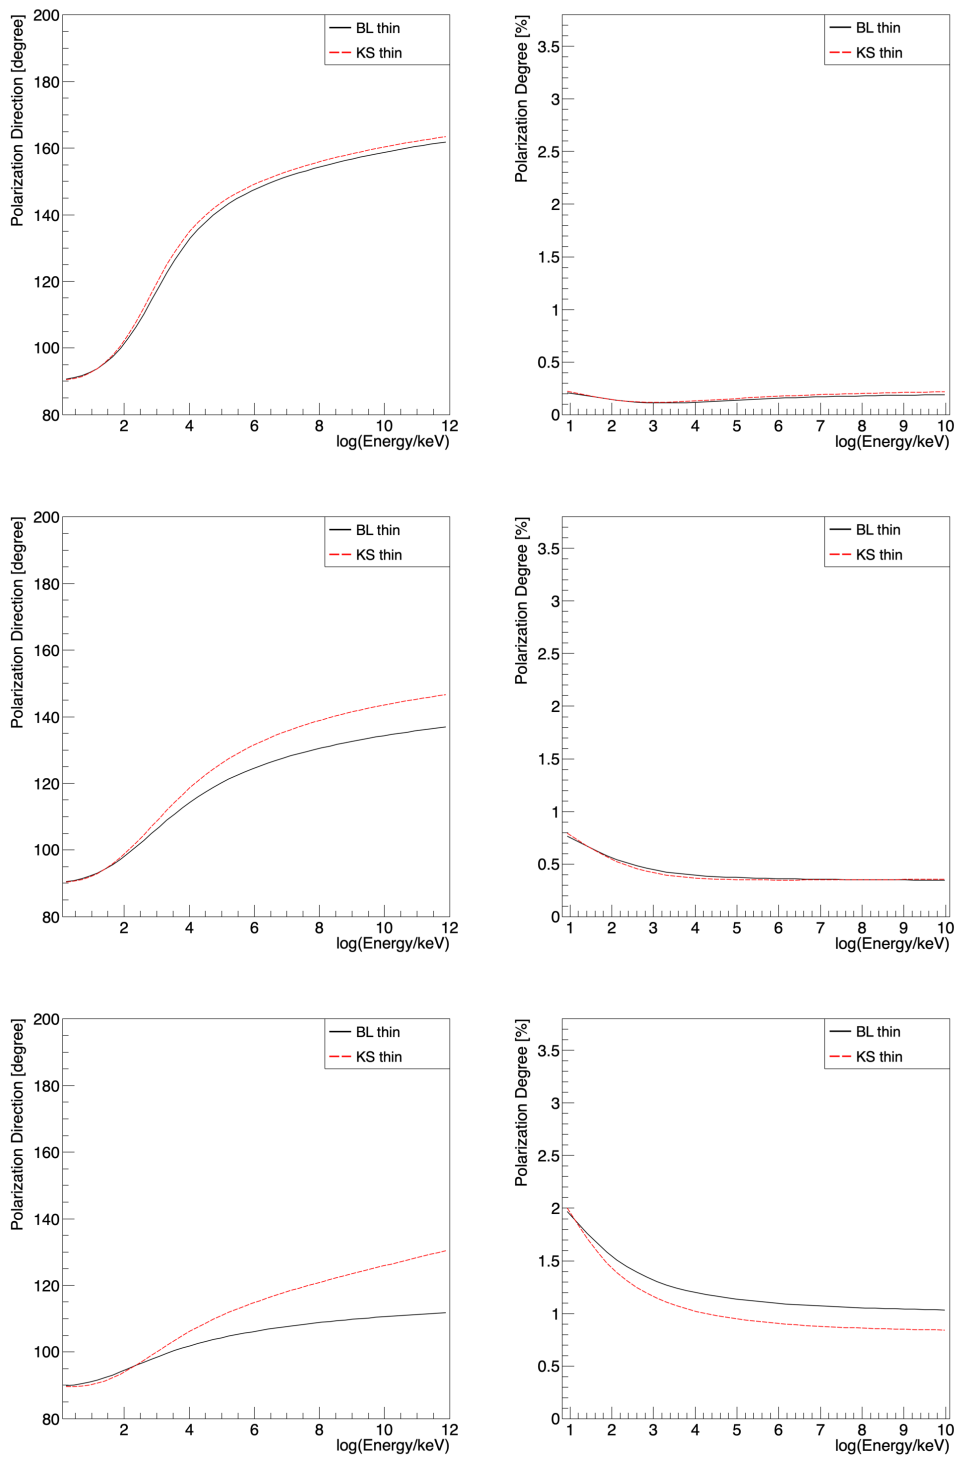 Polarization Direction [degree]
200
180
160
140
120
100
80
BL thin
KS thin
2 4 6 8 10 12
log(Energy/keV)
Polarization Degree [%]
3.5
3
2.5
2
1.5
1
0.5
0
BL thin
KS thin
1 2 3 4 5 6 7 8 9 10
log(Energy/keV)
Polarization Direction [degree]
200
180
160
140
120
100
80
BL thin
KS thin
2 4 6 8 10 12
log(Energy/keV)
Polarization Degree [%]
3.5
3
2.5
2
1.5
1
0.5
0
BL thin
KS thin
1 2 3 4 5 6 7 8 9 10
log(Energy/keV)
Polarization Direction [degree]
200
180
160
140
120
100
80
BL thin
KS thin
2 4 6 8 10 12
log(Energy/keV)
Polarization Degree [%]
3.5
3
2.5
2
1.5
1
0.5
0
BL thin
KS thin
1 2 3 4 5 6 7 8 9 10
log(Energy/keV)